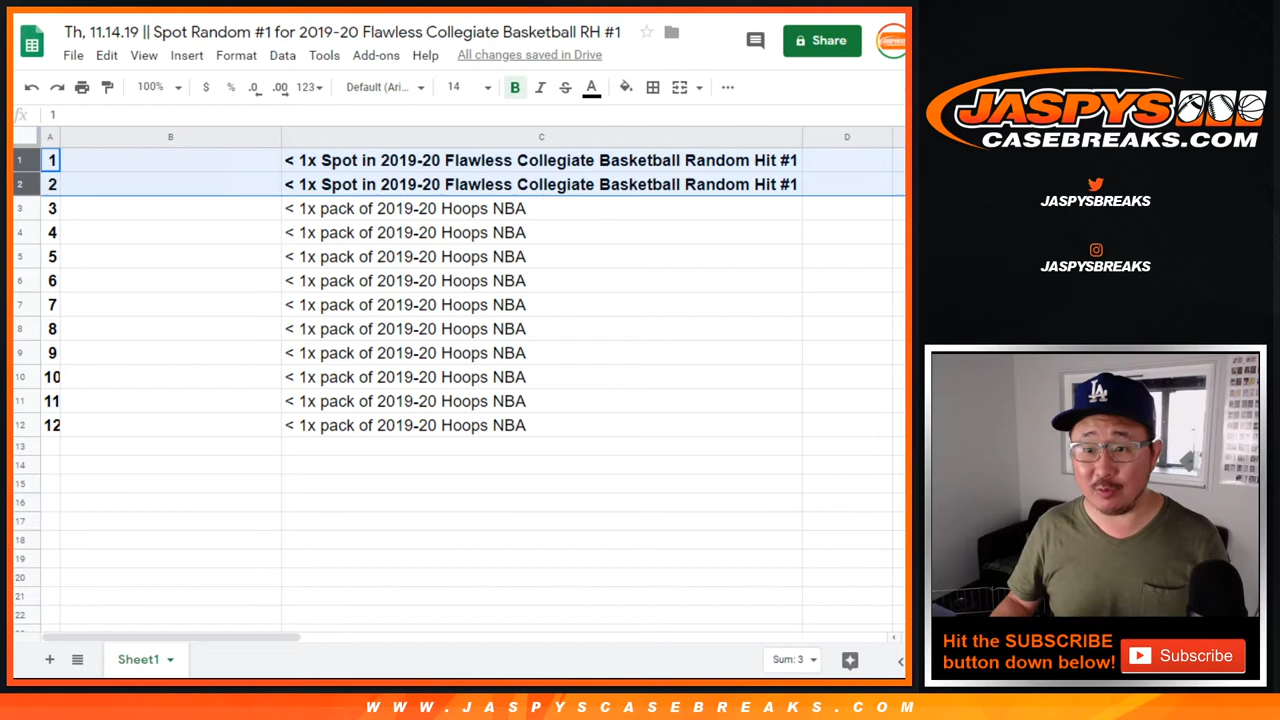 Th, 11.14.19 || Spot Random #1 for 2019-20 Flawless Collegiate Basketball RH #1
File Edit View Insert Format Data Tools Add-ons Help All changes saved in Drive
Share
100% $ % .0 .00 123 Default (Ari... 14 B I S A ...
fx 1
A B C D
1 1 < 1x Spot in 2019-20 Flawless Collegiate Basketball Random Hit #1
2 2 < 1x Spot in 2019-20 Flawless Collegiate Basketball Random Hit #1
3 3 < 1x pack of 2019-20 Hoops NBA
4 4 < 1x pack of 2019-20 Hoops NBA
5 5 < 1x pack of 2019-20 Hoops NBA
6 6 < 1x pack of 2019-20 Hoops NBA
7 7 < 1x pack of 2019-20 Hoops NBA
8 8 < 1x pack of 2019-20 Hoops NBA
9 9 < 1x pack of 2019-20 Hoops NBA
10 10 < 1x pack of 2019-20 Hoops NBA
11 11 < 1x pack of 2019-20 Hoops NBA
12 12 < 1x pack of 2019-20 Hoops NBA
13
14
15
16
17
18
19
20
21
22
Sheet1
Sum: 3
JASPYS
CASEBREAKS.COM
JASPYSBREAKS
JASPYSBREAKS
LA
Hit the SUBSCRIBE
button down below!
Subscribe
WWW.JASPYSCASEBREAKS.COM